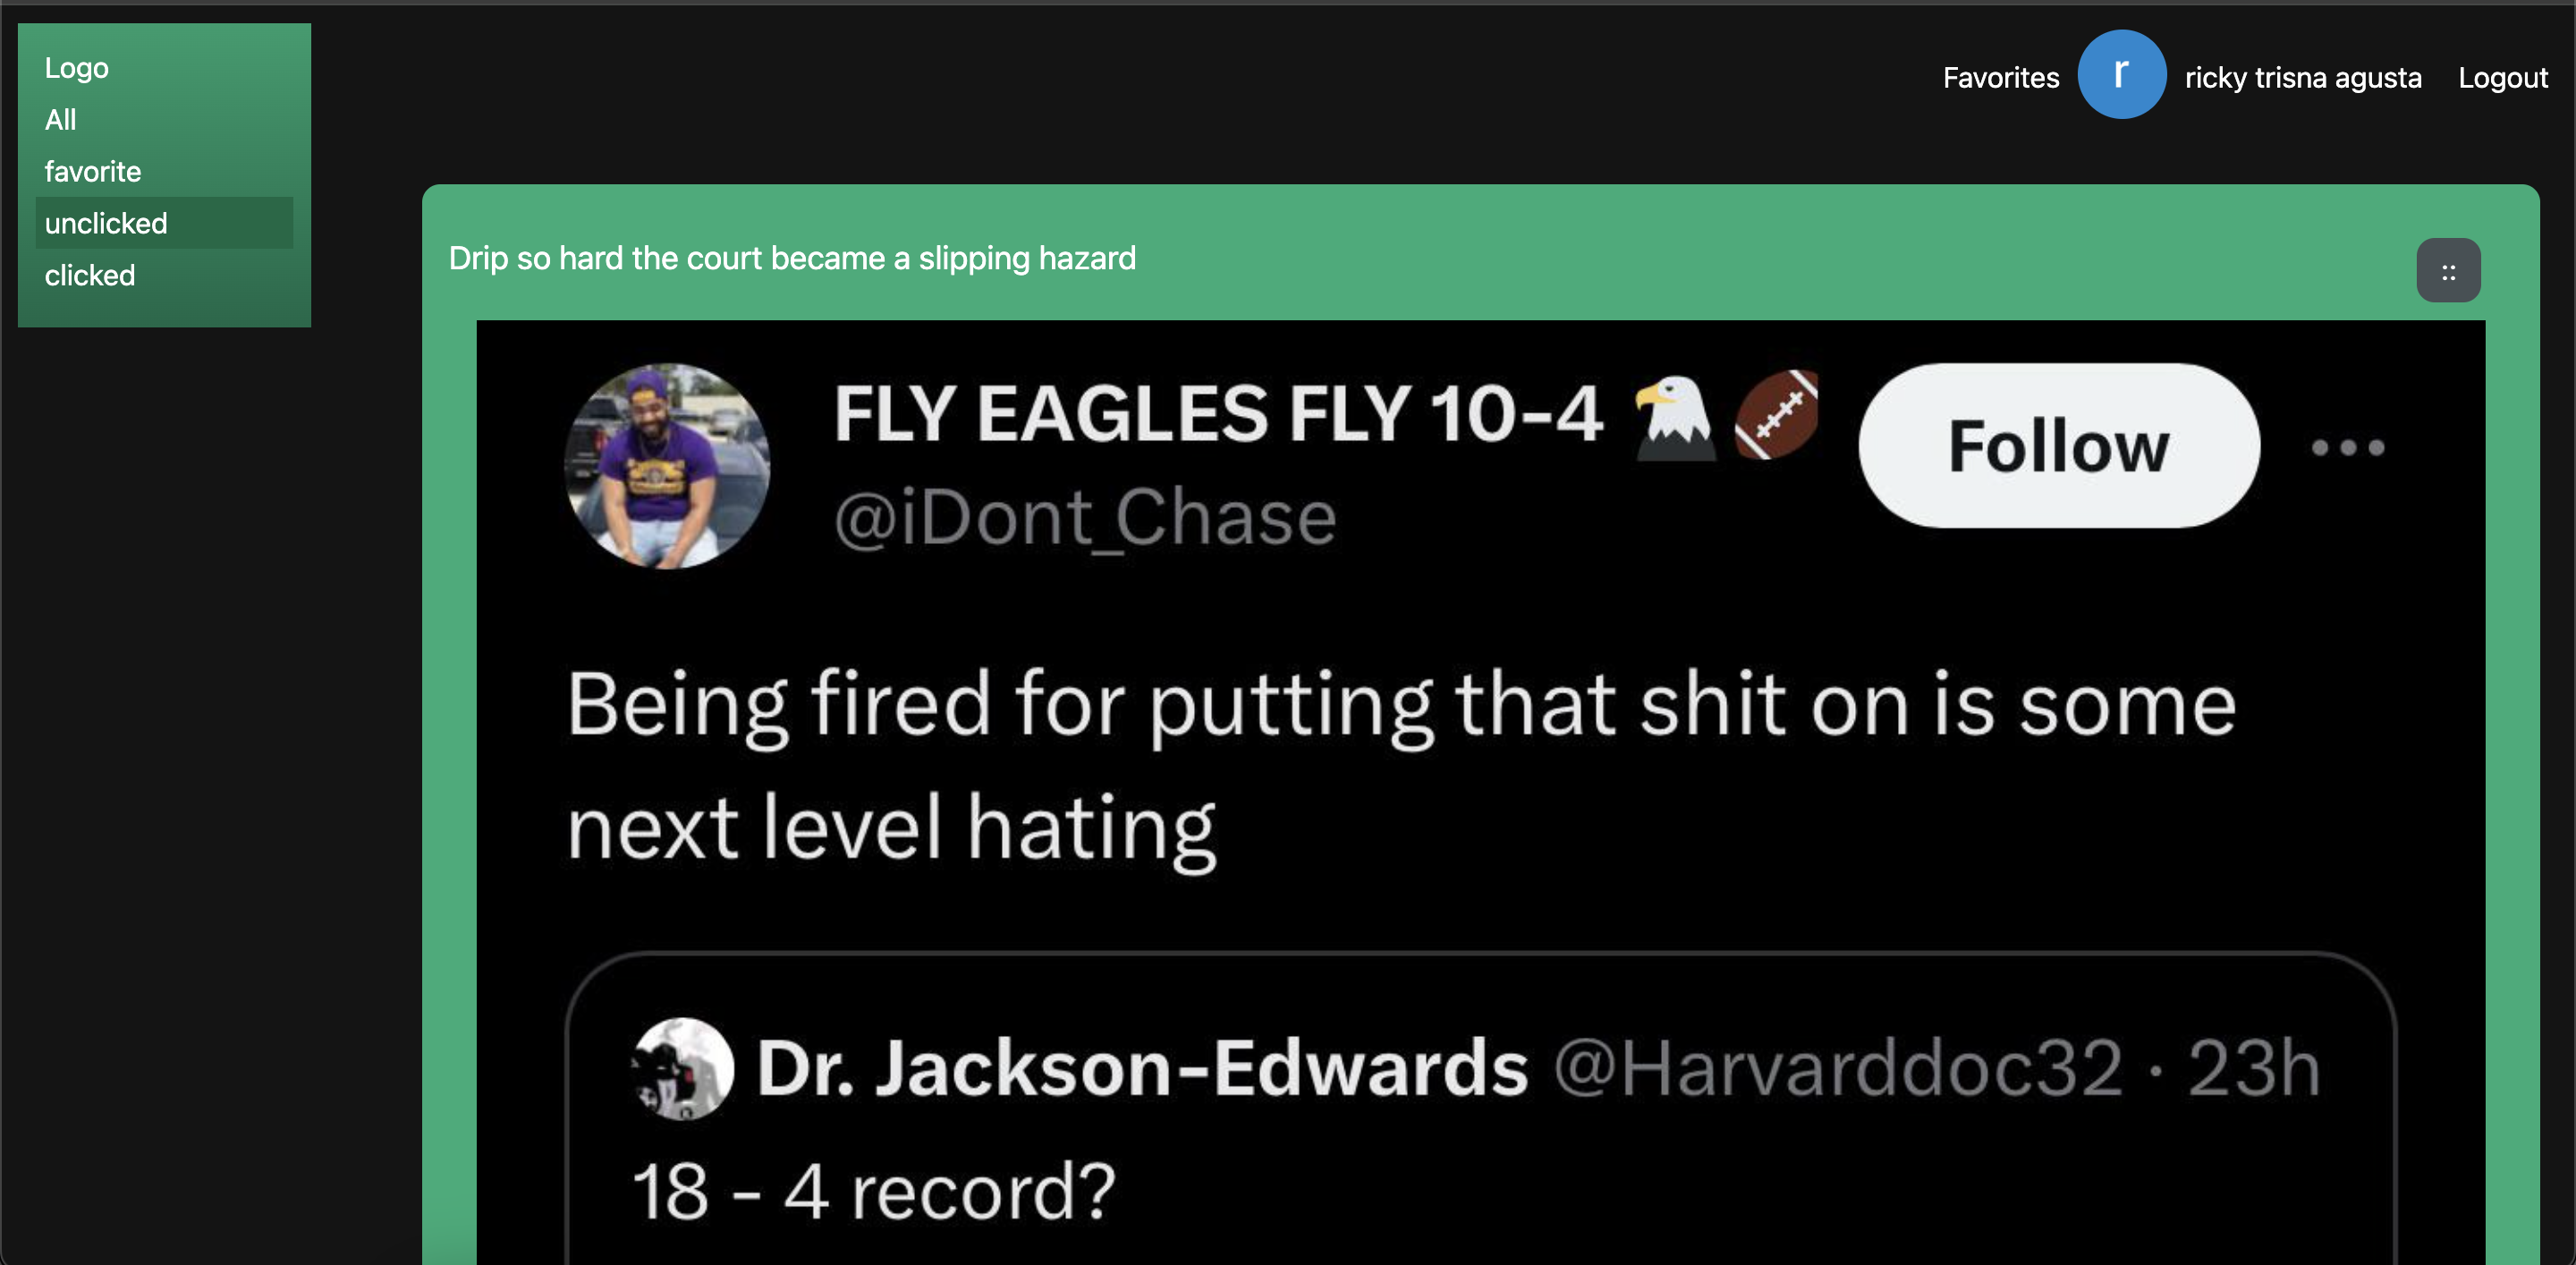 Logo
All
favorite
unclicked
clicked
Favorites r ricky trisna agusta Logout
Drip so hard the court became a slipping hazard
FLY EAGLES FLY 10-4 🦅🏈
@iDont_Chase
Follow
Being fired for putting that shit on is some
next level hating
Dr. Jackson-Edwards @Harvarddoc32 · 23h
18 - 4 record?